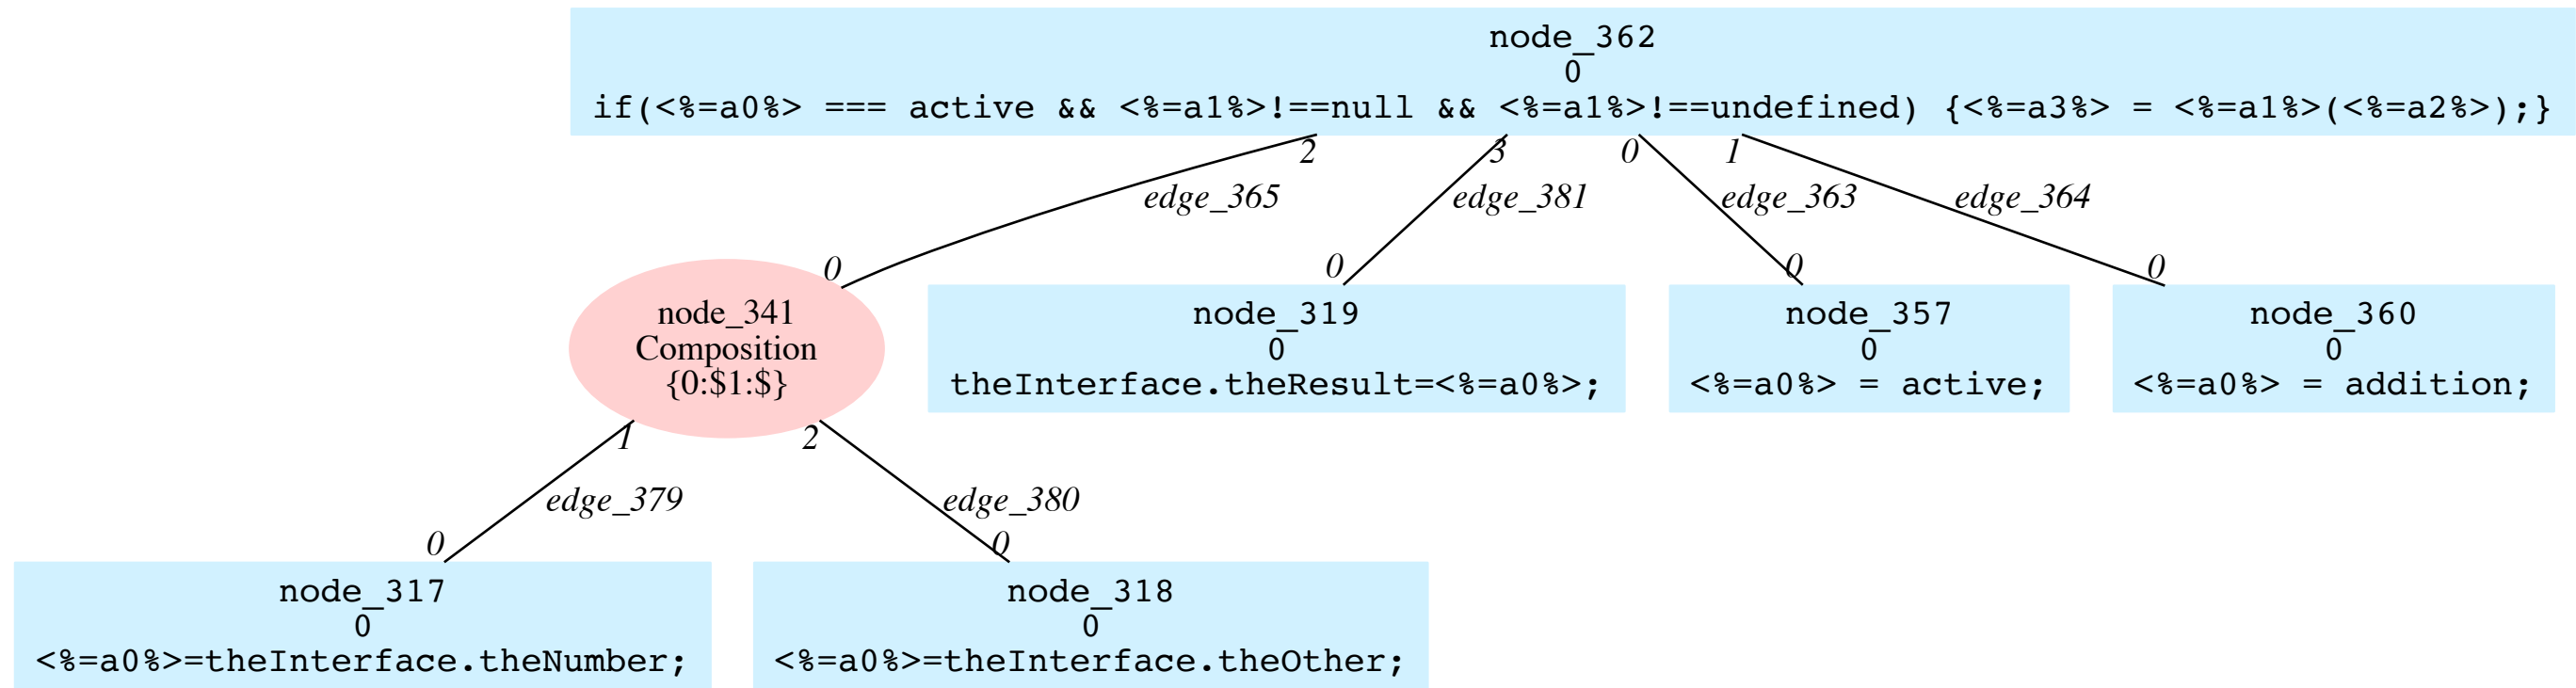 node_362
0
if(<%=a0%> === active && <%=a1%>!==null && <%=a1%>!==undefined) {<%=a3%> = <%=a1%>(<%=a2%>);}
2 3 0 1
edge_365 edge_381 edge_363 edge_364
0 0 0 0
node_341
Composition
{0:$1:$}
node_319
0
theInterface.theResult=<%=a0%>;
node_357
0
<%=a0%> = active;
node_360
0
<%=a0%> = addition;
1 2
edge_379 edge_380
0 0
node_317
0
<%=a0%>=theInterface.theNumber;
node_318
0
<%=a0%>=theInterface.theOther;